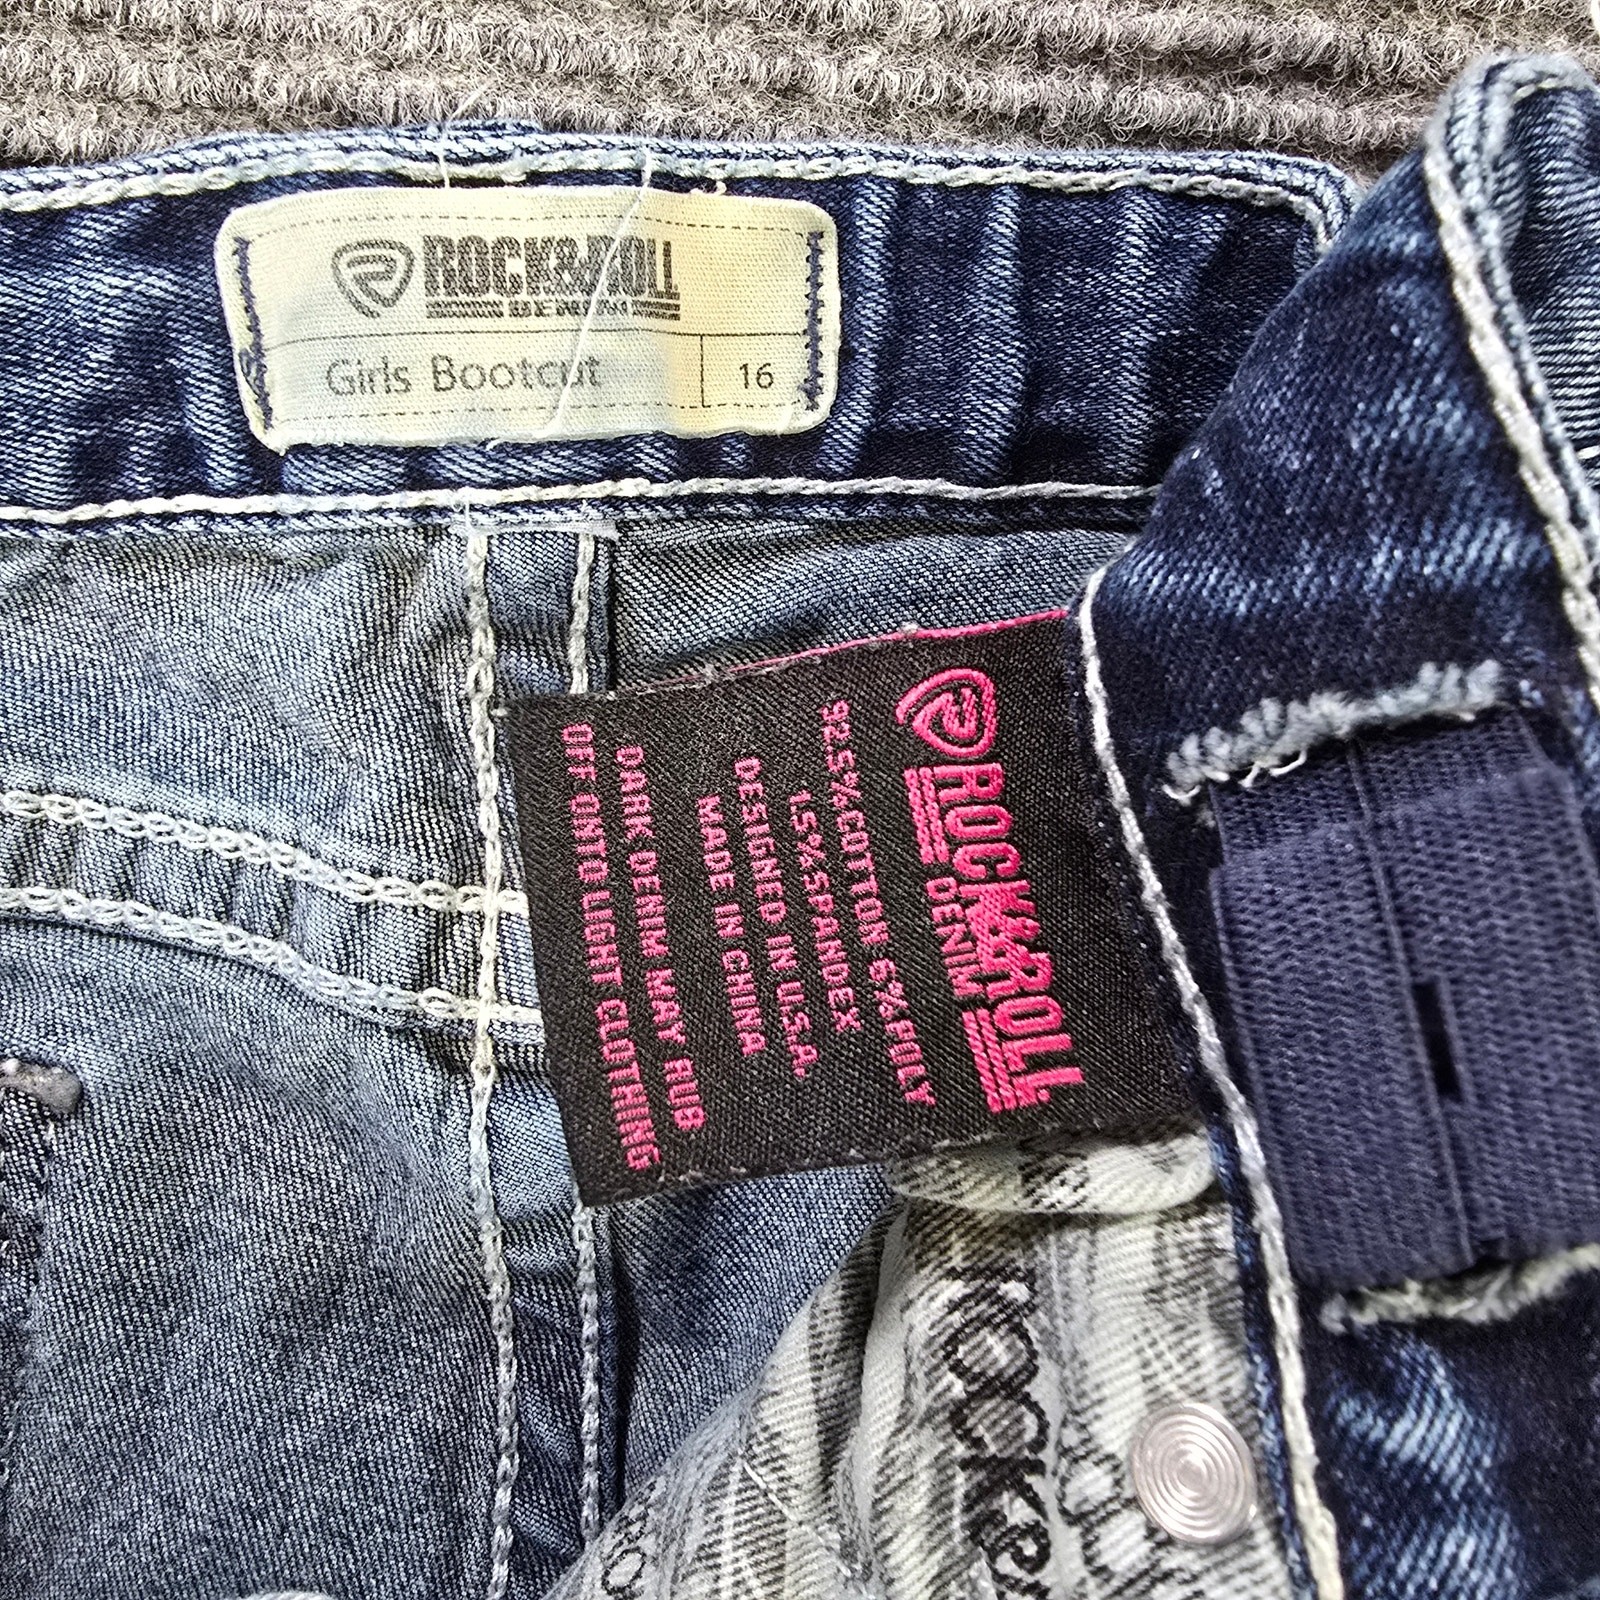 ROCK&ROLL
DENIM
Girls Bootcut
16
ROCK&ROLL
DENIM
92.5%COTTON 6%POLY
1.5%SPANDEX
DESIGNED IN U.S.A
MADE IN CHINA
DARK DENIM MAY RUB
OFF ONTO LIGHT CLOTHING